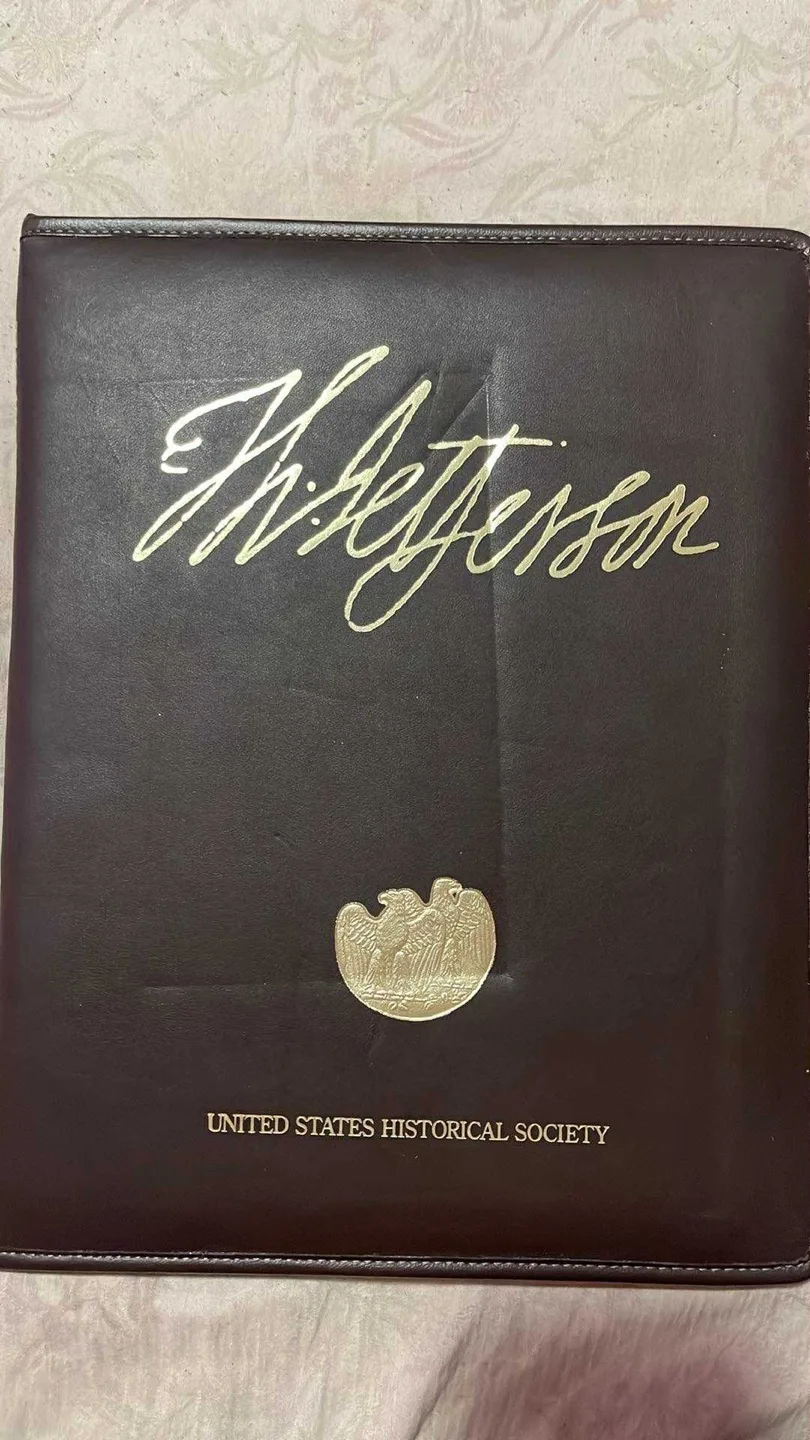 Th: Jefferson
UNITED STATES HISTORICAL SOCIETY